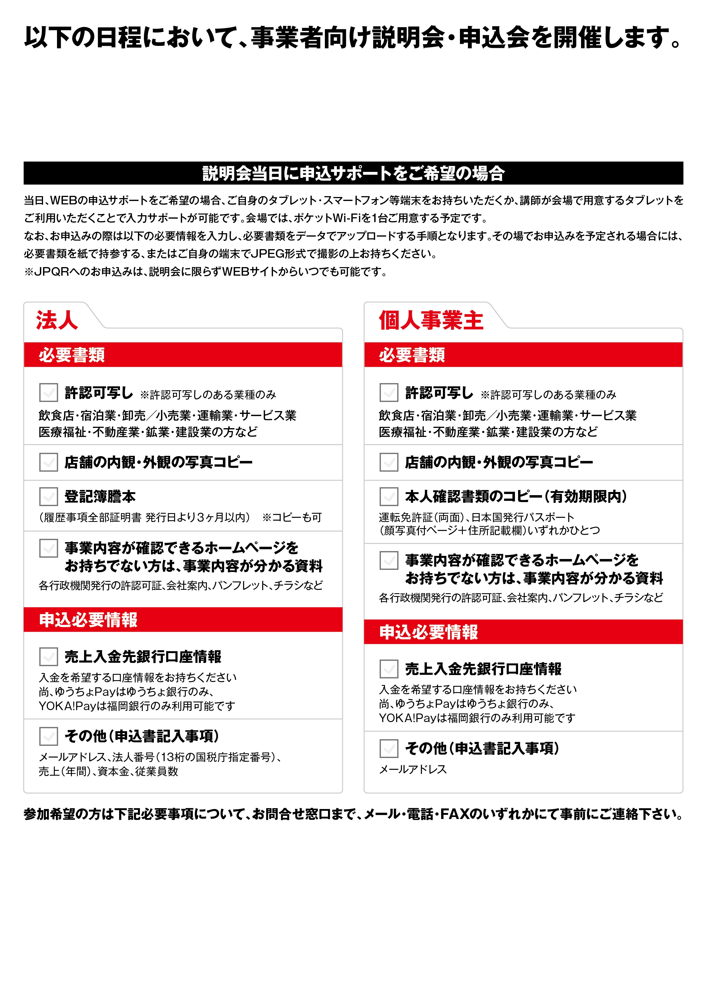 以下の日程において、事業者向け説明会・申込会を開催します。
説明会当日に申込サポートをご希望の場合
当日、WEBの申込サポートをご希望の場合、ご自身のタブレット・スマートフォン等端末をお持ちいただくか、講師が会場で用意するタブレットを
ご利用いただくことで入力サポートが可能です。会場では、ポケットWi-Fiを1台ご用意する予定です。
なお、お申込みの際は以下の必要情報を入力し、必要書類をデータでアップロードする手順となります。その場でお申込みを予定される場合には、
必要書類を紙で持参する、またはご自身の端末でJPEG形式で撮影の上お持ちください。
※JPQRへのお申込みは、説明会に限らずWEBサイトからいつでも可能です。
法人
必要書類
許認可写し ※許認可写しのある業種のみ
飲食店・宿泊業・卸売／小売業・運輸業・サービス業
医療福祉・不動産業・鉱業・建設業の方など
店舗の内観・外観の写真コピー
登記簿謄本
（履歴事項全部証明書 発行日より3ヶ月以内） ※コピーも可
事業内容が確認できるホームページを
お持ちでない方は、事業内容が分かる資料
各行政機関発行の許認可証、会社案内、パンフレット、チラシなど
申込必要情報
売上入金先銀行口座情報
入金を希望する口座情報をお持ちください
尚、ゆうちょPayはゆうちょ銀行のみ、
YOKA!Payは福岡銀行のみ利用可能です
その他（申込書記入事項）
メールアドレス、法人番号（13桁の国税庁指定番号）、
売上（年間）、資本金、従業員数
個人事業主
必要書類
許認可写し ※許認可写しのある業種のみ
飲食店・宿泊業・卸売／小売業・運輸業・サービス業
医療福祉・不動産業・鉱業・建設業の方など
店舗の内観・外観の写真コピー
本人確認書類のコピー（有効期限内）
運転免許証（両面）、日本国発行パスポート
（顔写真付ページ＋住所記載欄）いずれかひとつ
事業内容が確認できるホームページを
お持ちでない方は、事業内容が分かる資料
各行政機関発行の許認可証、会社案内、パンフレット、チラシなど
申込必要情報
売上入金先銀行口座情報
入金を希望する口座情報をお持ちください
尚、ゆうちょPayはゆうちょ銀行のみ、
YOKA!Payは福岡銀行のみ利用可能です
その他（申込書記入事項）
メールアドレス
参加希望の方は下記必要事項について、お問合せ窓口まで、メール・電話・FAXのいずれかにて事前にご連絡下さい。